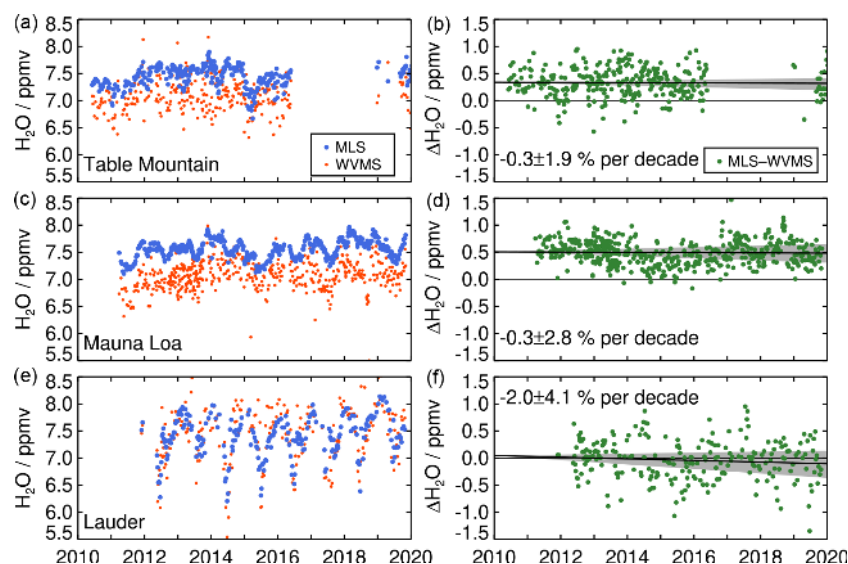 (a)
8.5
8.0
7.5
7.0
6.5
6.0
5.5
H₂O / ppmv
Table Mountain
MLS
WVMS
(b)
1.5
1.0
0.5
0.0
-0.5
-1.0
-1.5
ΔH₂O / ppmv
-0.3±1.9 % per decade
MLS–WVMS
(c)
8.5
8.0
7.5
7.0
6.5
6.0
5.5
H₂O / ppmv
Mauna Loa
(d)
1.5
1.0
0.5
0.0
-0.5
-1.0
-1.5
ΔH₂O / ppmv
-0.3±2.8 % per decade
(e)
8.5
8.0
7.5
7.0
6.5
6.0
5.5
H₂O / ppmv
Lauder
2010 2012 2014 2016 2018 2020
(f)
1.5
1.0
0.5
0.0
-0.5
-1.0
-1.5
ΔH₂O / ppmv
-2.0±4.1 % per decade
2010 2012 2014 2016 2018 2020